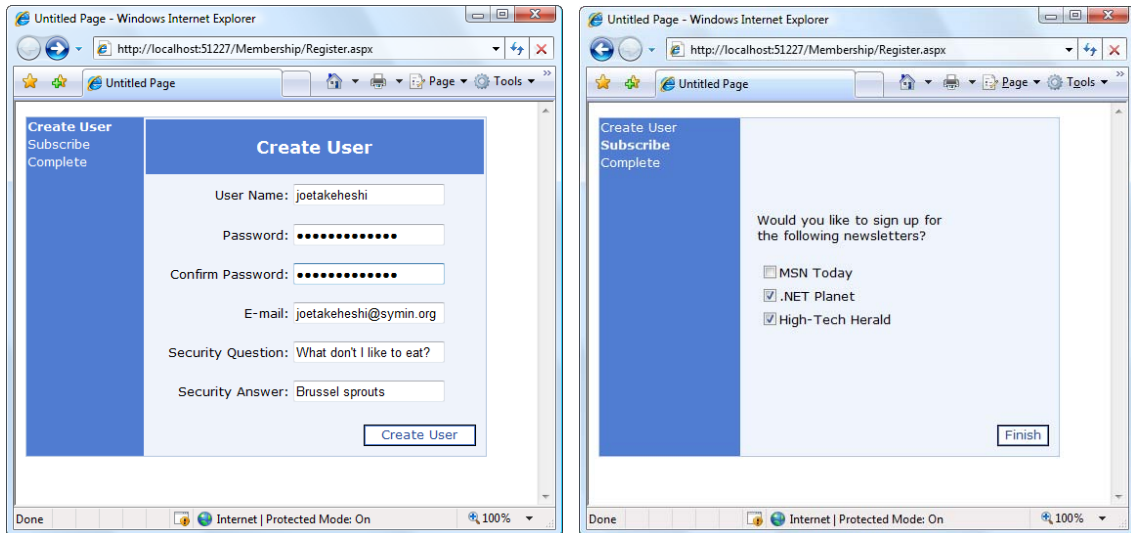 Untitled Page - Windows Internet Explorer
http://localhost:51227/Membership/Register.aspx
Untitled Page
Page
Tools
Create User
Subscribe
Complete
Create User
User Name: joetakeheshi
Password: •••••••••••••
Confirm Password: •••••••••••••
E-mail: joetakeheshi@symin.org
Security Question: What don't I like to eat?
Security Answer: Brussel sprouts
Create User
Done
Internet | Protected Mode: On
100%
Untitled Page - Windows Internet Explorer
http://localhost:51227/Membership/Register.aspx
Untitled Page
Page
Tools
Create User
Subscribe
Complete
Would you like to sign up for
the following newsletters?
MSN Today
.NET Planet
High-Tech Herald
Finish
Done
Internet | Protected Mode: On
100%